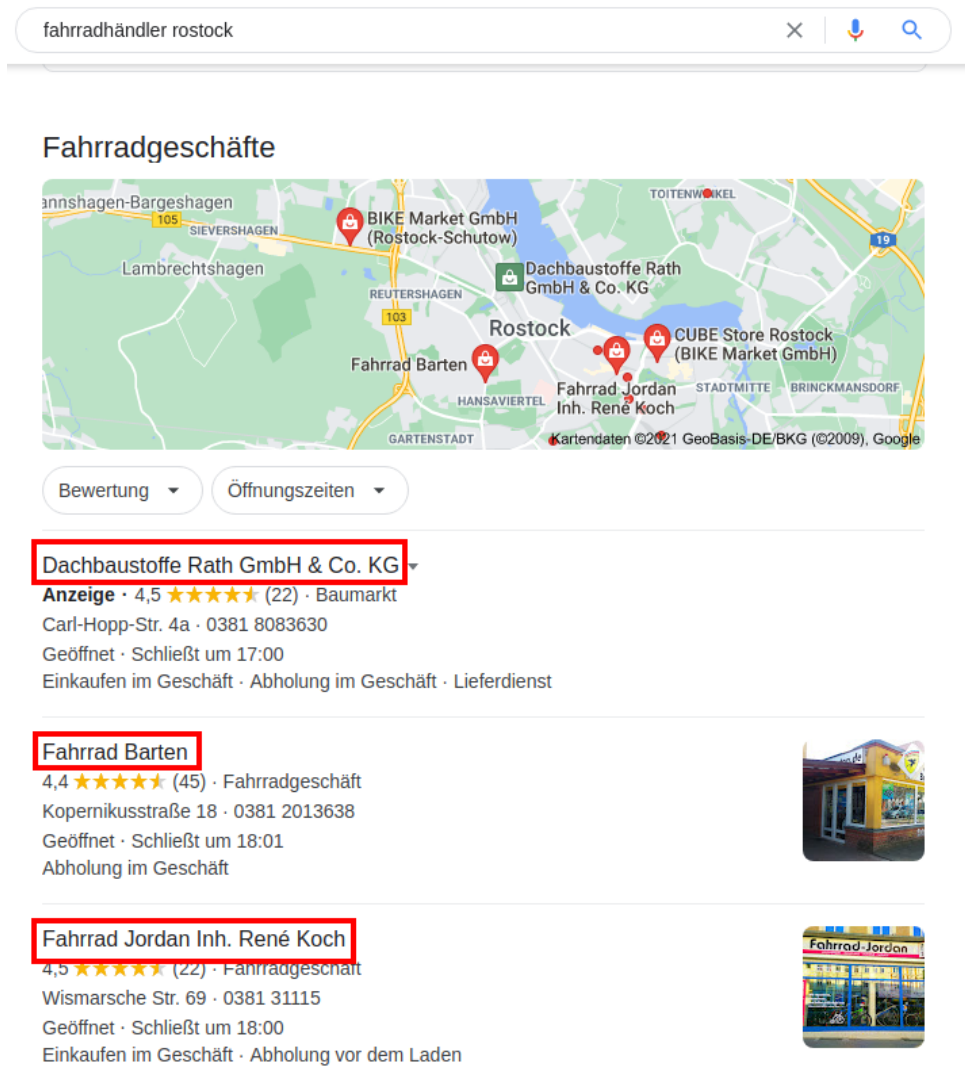 fahrradhändler rostock
Fahrradgeschäfte
annshagen-Bargeshagen
105
SIEVERSHAGEN
Lambrechtshagen
BIKE Market GmbH
(Rostock-Schutow)
TOITENWINKEL
19
Dachbaustoffe Rath
GmbH & Co. KG
REUTERSHAGEN
103
Rostock
CUBE Store Rostock
(BIKE Market GmbH)
Fahrrad Barten
HANSAVIERTEL
Fahrrad Jordan
Inh. René Koch
STADTMITTE
BRINCKMANSDORF
GARTENSTADT
Kartendaten ©2021 GeoBasis-DE/BKG (©2009), Google
Bewertung
Öffnungszeiten
Dachbaustoffe Rath GmbH & Co. KG
Anzeige · 4,5 (22) · Baumarkt
Carl-Hopp-Str. 4a · 0381 8083630
Geöffnet · Schließt um 17:00
Einkaufen im Geschäft · Abholung im Geschäft · Lieferdienst
Fahrrad Barten
4,4 (45) · Fahrradgeschäft
Kopernikusstraße 18 · 0381 2013638
Geöffnet · Schließt um 18:01
Abholung im Geschäft
Fahrrad Jordan Inh. René Koch
4,5 (22) · Fahrradgeschäft
Wismarsche Str. 69 · 0381 31115
Geöffnet · Schließt um 18:00
Einkaufen im Geschäft · Abholung vor dem Laden
Fahrrad-Jordan